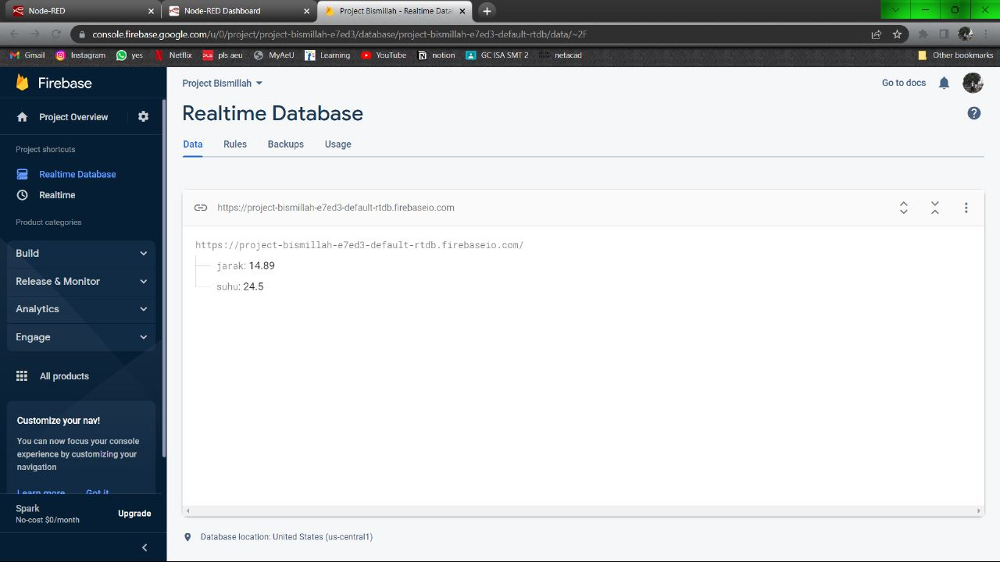 Node-RED
Node-RED Dashboard
Project Bismillah - Realtime Data
console.firebase.google.com/u/0/project/project-bismillah-e7ed3/database/project-bismillah-e7ed3-default-rtdb/data/~2F
Gmail
Instagram
yes
Netflix
pls aeu
MyAeU
Learning
YouTube
notion
GC ISA SMT 2
netacad
Other bookmarks
Firebase
Project Overview
Project shortcuts
Realtime Database
Realtime
Product categories
Build
Release & Monitor
Analytics
Engage
All products
Customize your nav!
You can now focus your console
experience by customizing your
navigation
Learn more
Got it
Spark
No-cost $0/month
Upgrade
Project Bismillah
Go to docs
Realtime Database
Data
Rules
Backups
Usage
https://project-bismillah-e7ed3-default-rtdb.firebaseio.com
https://project-bismillah-e7ed3-default-rtdb.firebaseio.com/
jarak: 14.89
suhu: 24.5
Database location: United States (us-central1)